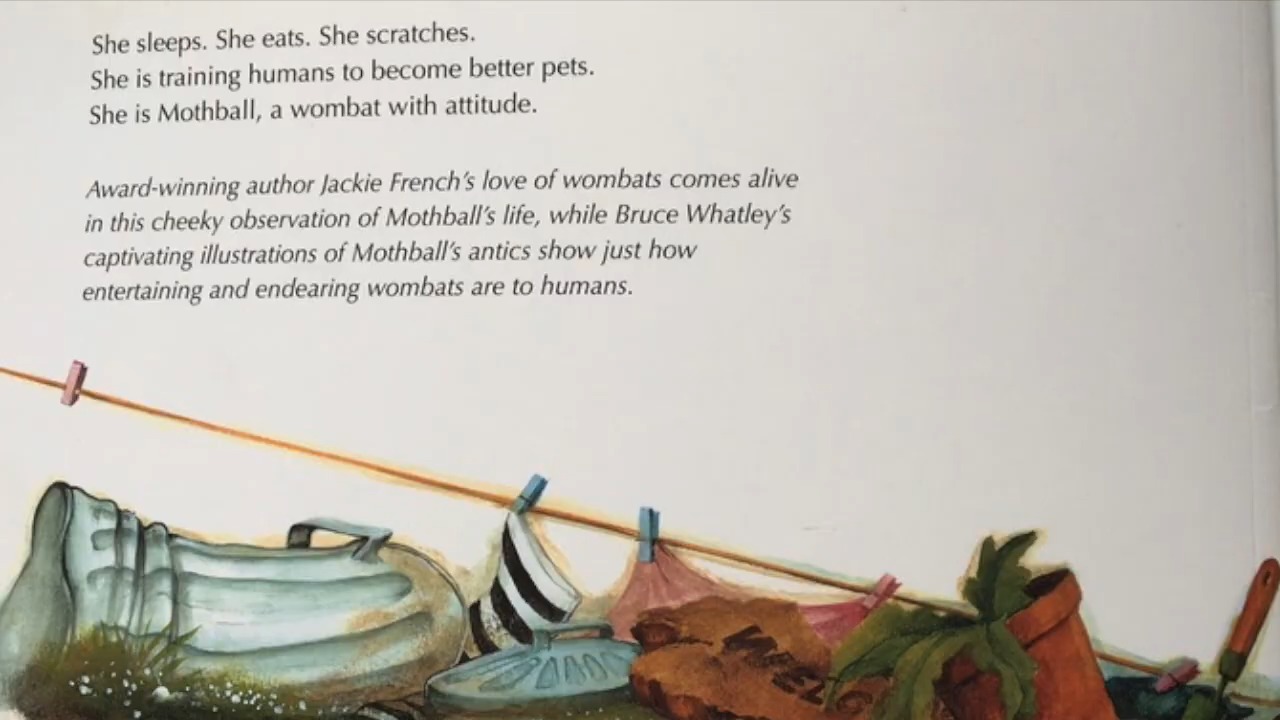 She sleeps. She eats. She scratches.
She is training humans to become better pets.
She is Mothball, a wombat with attitude.
Award-winning author Jackie French's love of wombats comes alive
in this cheeky observation of Mothball's life, while Bruce Whatley's
captivating illustrations of Mothball's antics show just how
entertaining and endearing wombats are to humans.